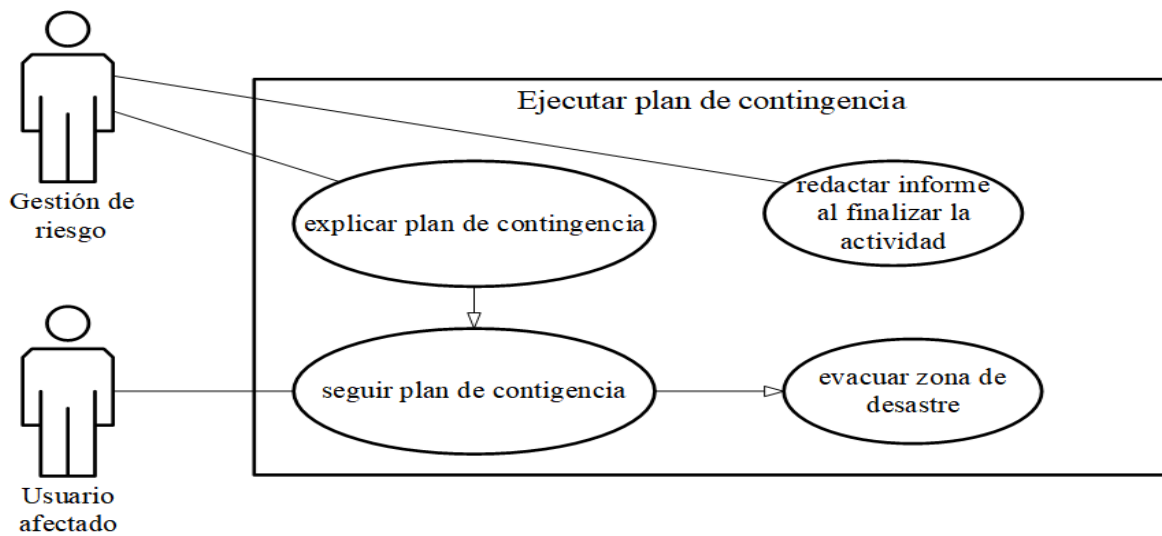 Ejecutar plan de contingencia
Gestión de
riesgo
explicar plan de contingencia
redactar informe
al finalizar la
actividad
seguir plan de contigencia
evacuar zona de
desastre
Usuario
afectado